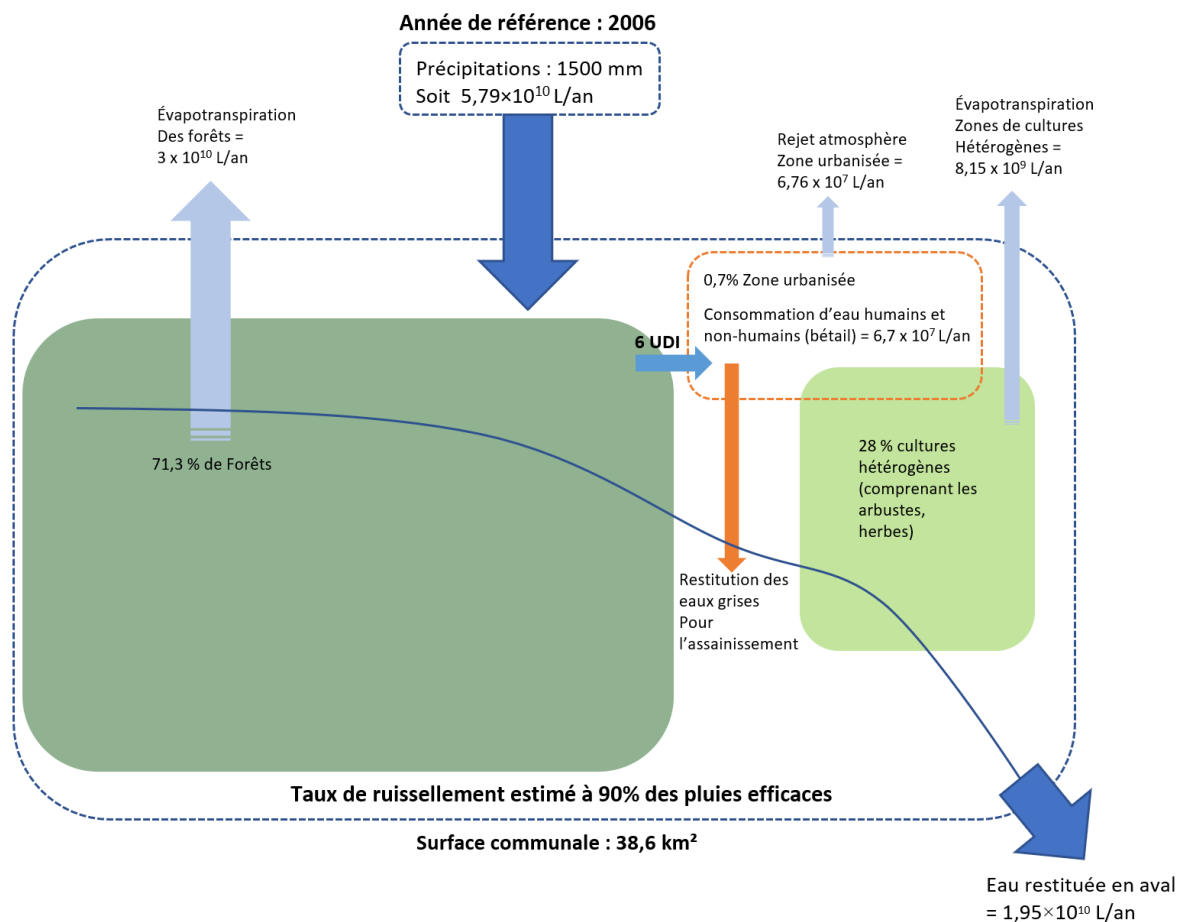 Année de référence : 2006
Précipitations : 1500 mm
Soit 5,79×10¹⁰ L/an
Évapotranspiration
Des forêts =
3 x 10¹⁰ L/an
Rejet atmosphère
Zone urbanisée =
6,76 x 10⁷ L/an
Évapotranspiration
Zones de cultures
Hétérogènes =
8,15 x 10⁹ L/an
0,7% Zone urbanisée
Consommation d'eau humains et
non-humains (bétail) = 6,7 x 10⁷ L/an
6 UDI
71,3 % de Forêts
28 % cultures
hétérogènes
(comprenant les
arbustes,
herbes)
Restitution des
eaux grises
Pour
l'assainissement
Taux de ruissellement estimé à 90% des pluies efficaces
Surface communale : 38,6 km²
Eau restituée en aval
= 1,95×10¹⁰ L/an